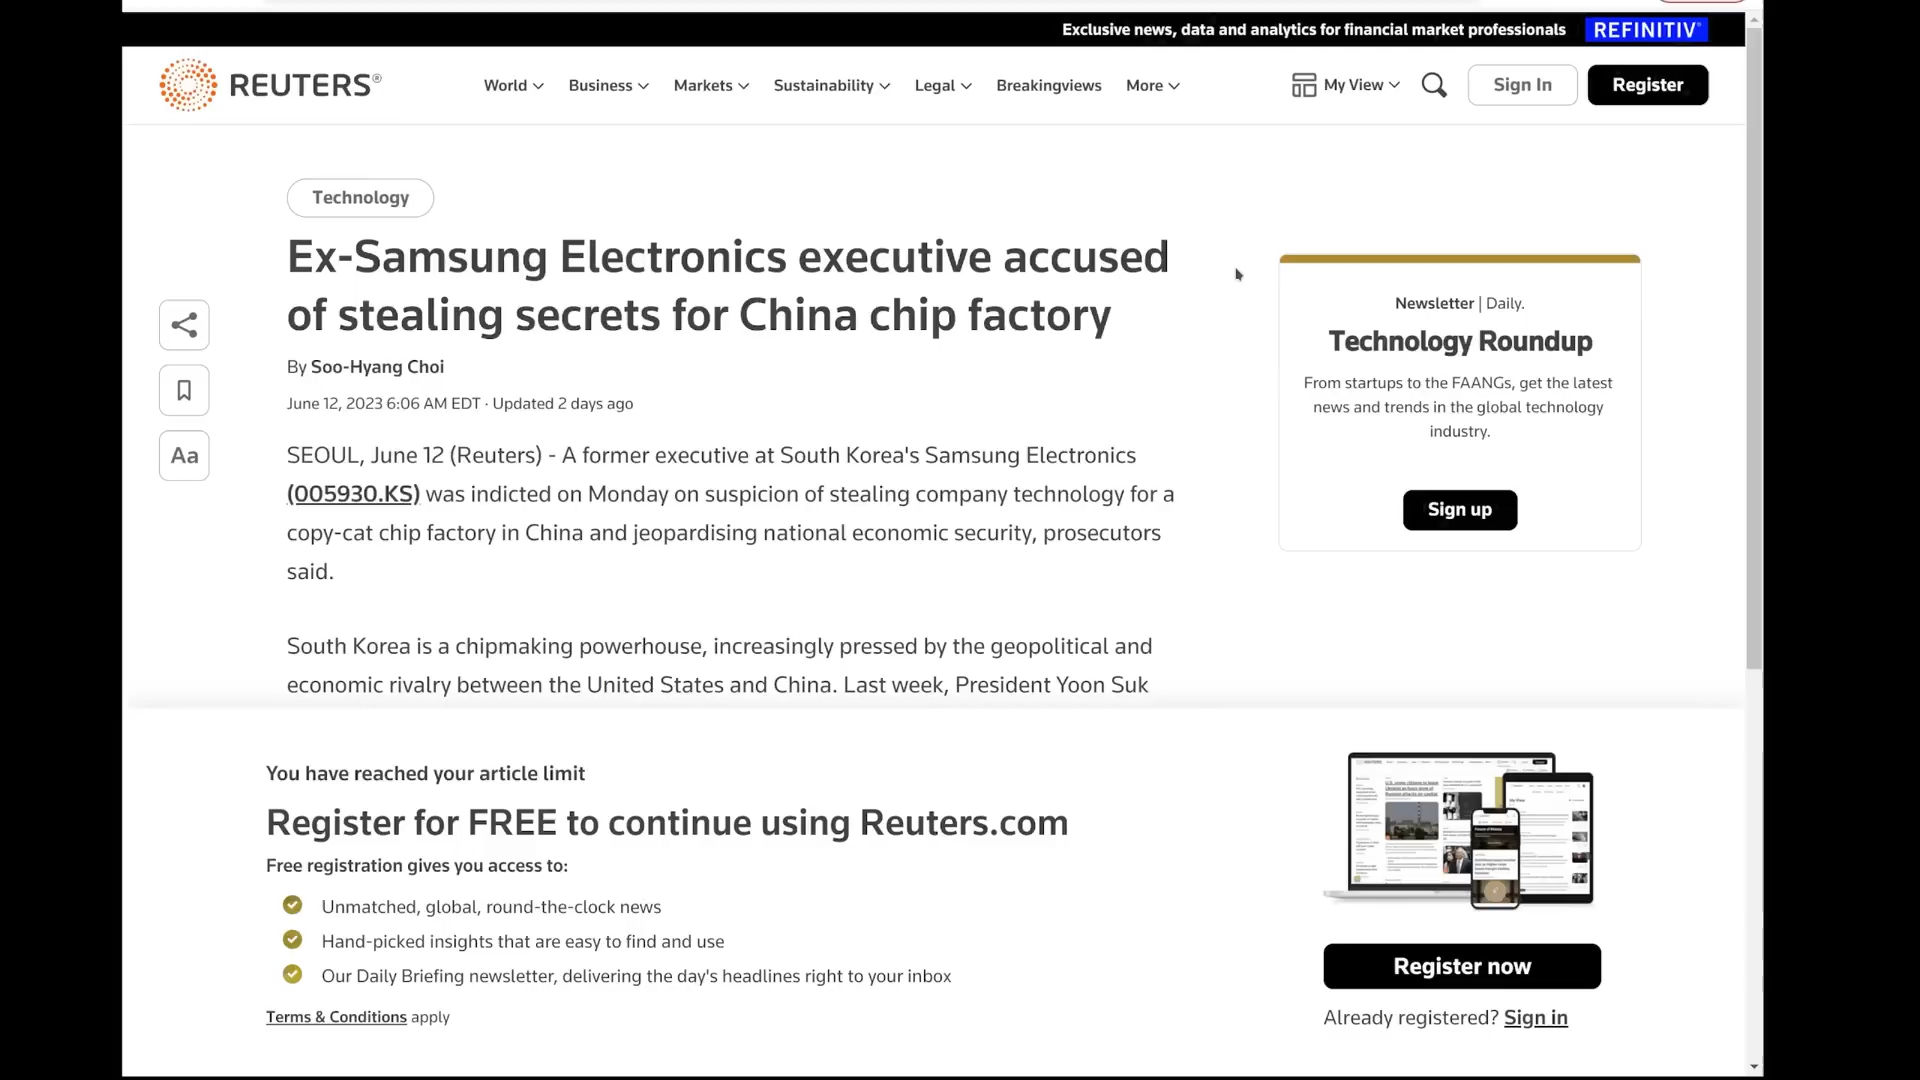 Exclusive news, data and analytics for financial market professionals REFINITIV
REUTERS®
World Business Markets Sustainability Legal Breakingviews More My View Sign In Register
Technology
Ex-Samsung Electronics executive accused
of stealing secrets for China chip factory
By Soo-Hyang Choi
June 12, 2023 6:06 AM EDT · Updated 2 days ago
Aa
SEOUL, June 12 (Reuters) - A former executive at South Korea's Samsung Electronics
(005930.KS) was indicted on Monday on suspicion of stealing company technology for a
copy-cat chip factory in China and jeopardising national economic security, prosecutors
said.
South Korea is a chipmaking powerhouse, increasingly pressed by the geopolitical and
economic rivalry between the United States and China. Last week, President Yoon Suk
Newsletter | Daily.
Technology Roundup
From startups to the FAANGs, get the latest
news and trends in the global technology
industry.
Sign up
You have reached your article limit
Register for FREE to continue using Reuters.com
Free registration gives you access to:
Unmatched, global, round-the-clock news
Hand-picked insights that are easy to find and use
Our Daily Briefing newsletter, delivering the day's headlines right to your inbox
Terms & Conditions apply
Register now
Already registered? Sign in